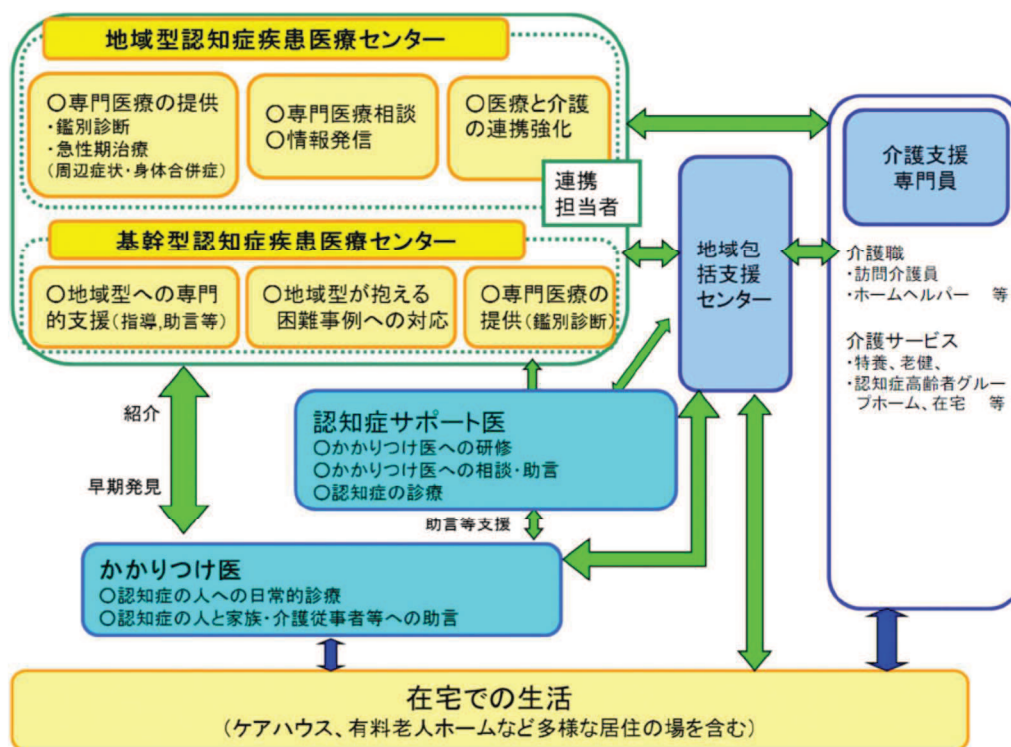 地域型認知症疾患医療センター
〇専門医療の提供
・鑑別診断
・急性期治療
(周辺症状・身体合併症)
〇専門医療相談
〇情報発信
〇医療と介護
の連携強化
連携
担当者
基幹型認知症疾患医療センター
〇地域型への専門
的支援(指導,助言等)
〇地域型が抱える
困難事例への対応
〇専門医療の
提供(鑑別診断)
地域包
括支援
センター
介護支援
専門員
介護職
・訪問介護員
・ホームヘルパー 等
介護サービス
・特養、老健、
・認知症高齢者グルー
プホーム、在宅 等
紹介
早期発見
認知症サポート医
〇かかりつけ医への研修
〇かかりつけ医への相談・助言
〇認知症の診療
助言等支援
かかりつけ医
〇認知症の人への日常的診療
〇認知症の人と家族・介護従事者等への助言
在宅での生活
(ケアハウス、有料老人ホームなど多様な居住の場を含む)